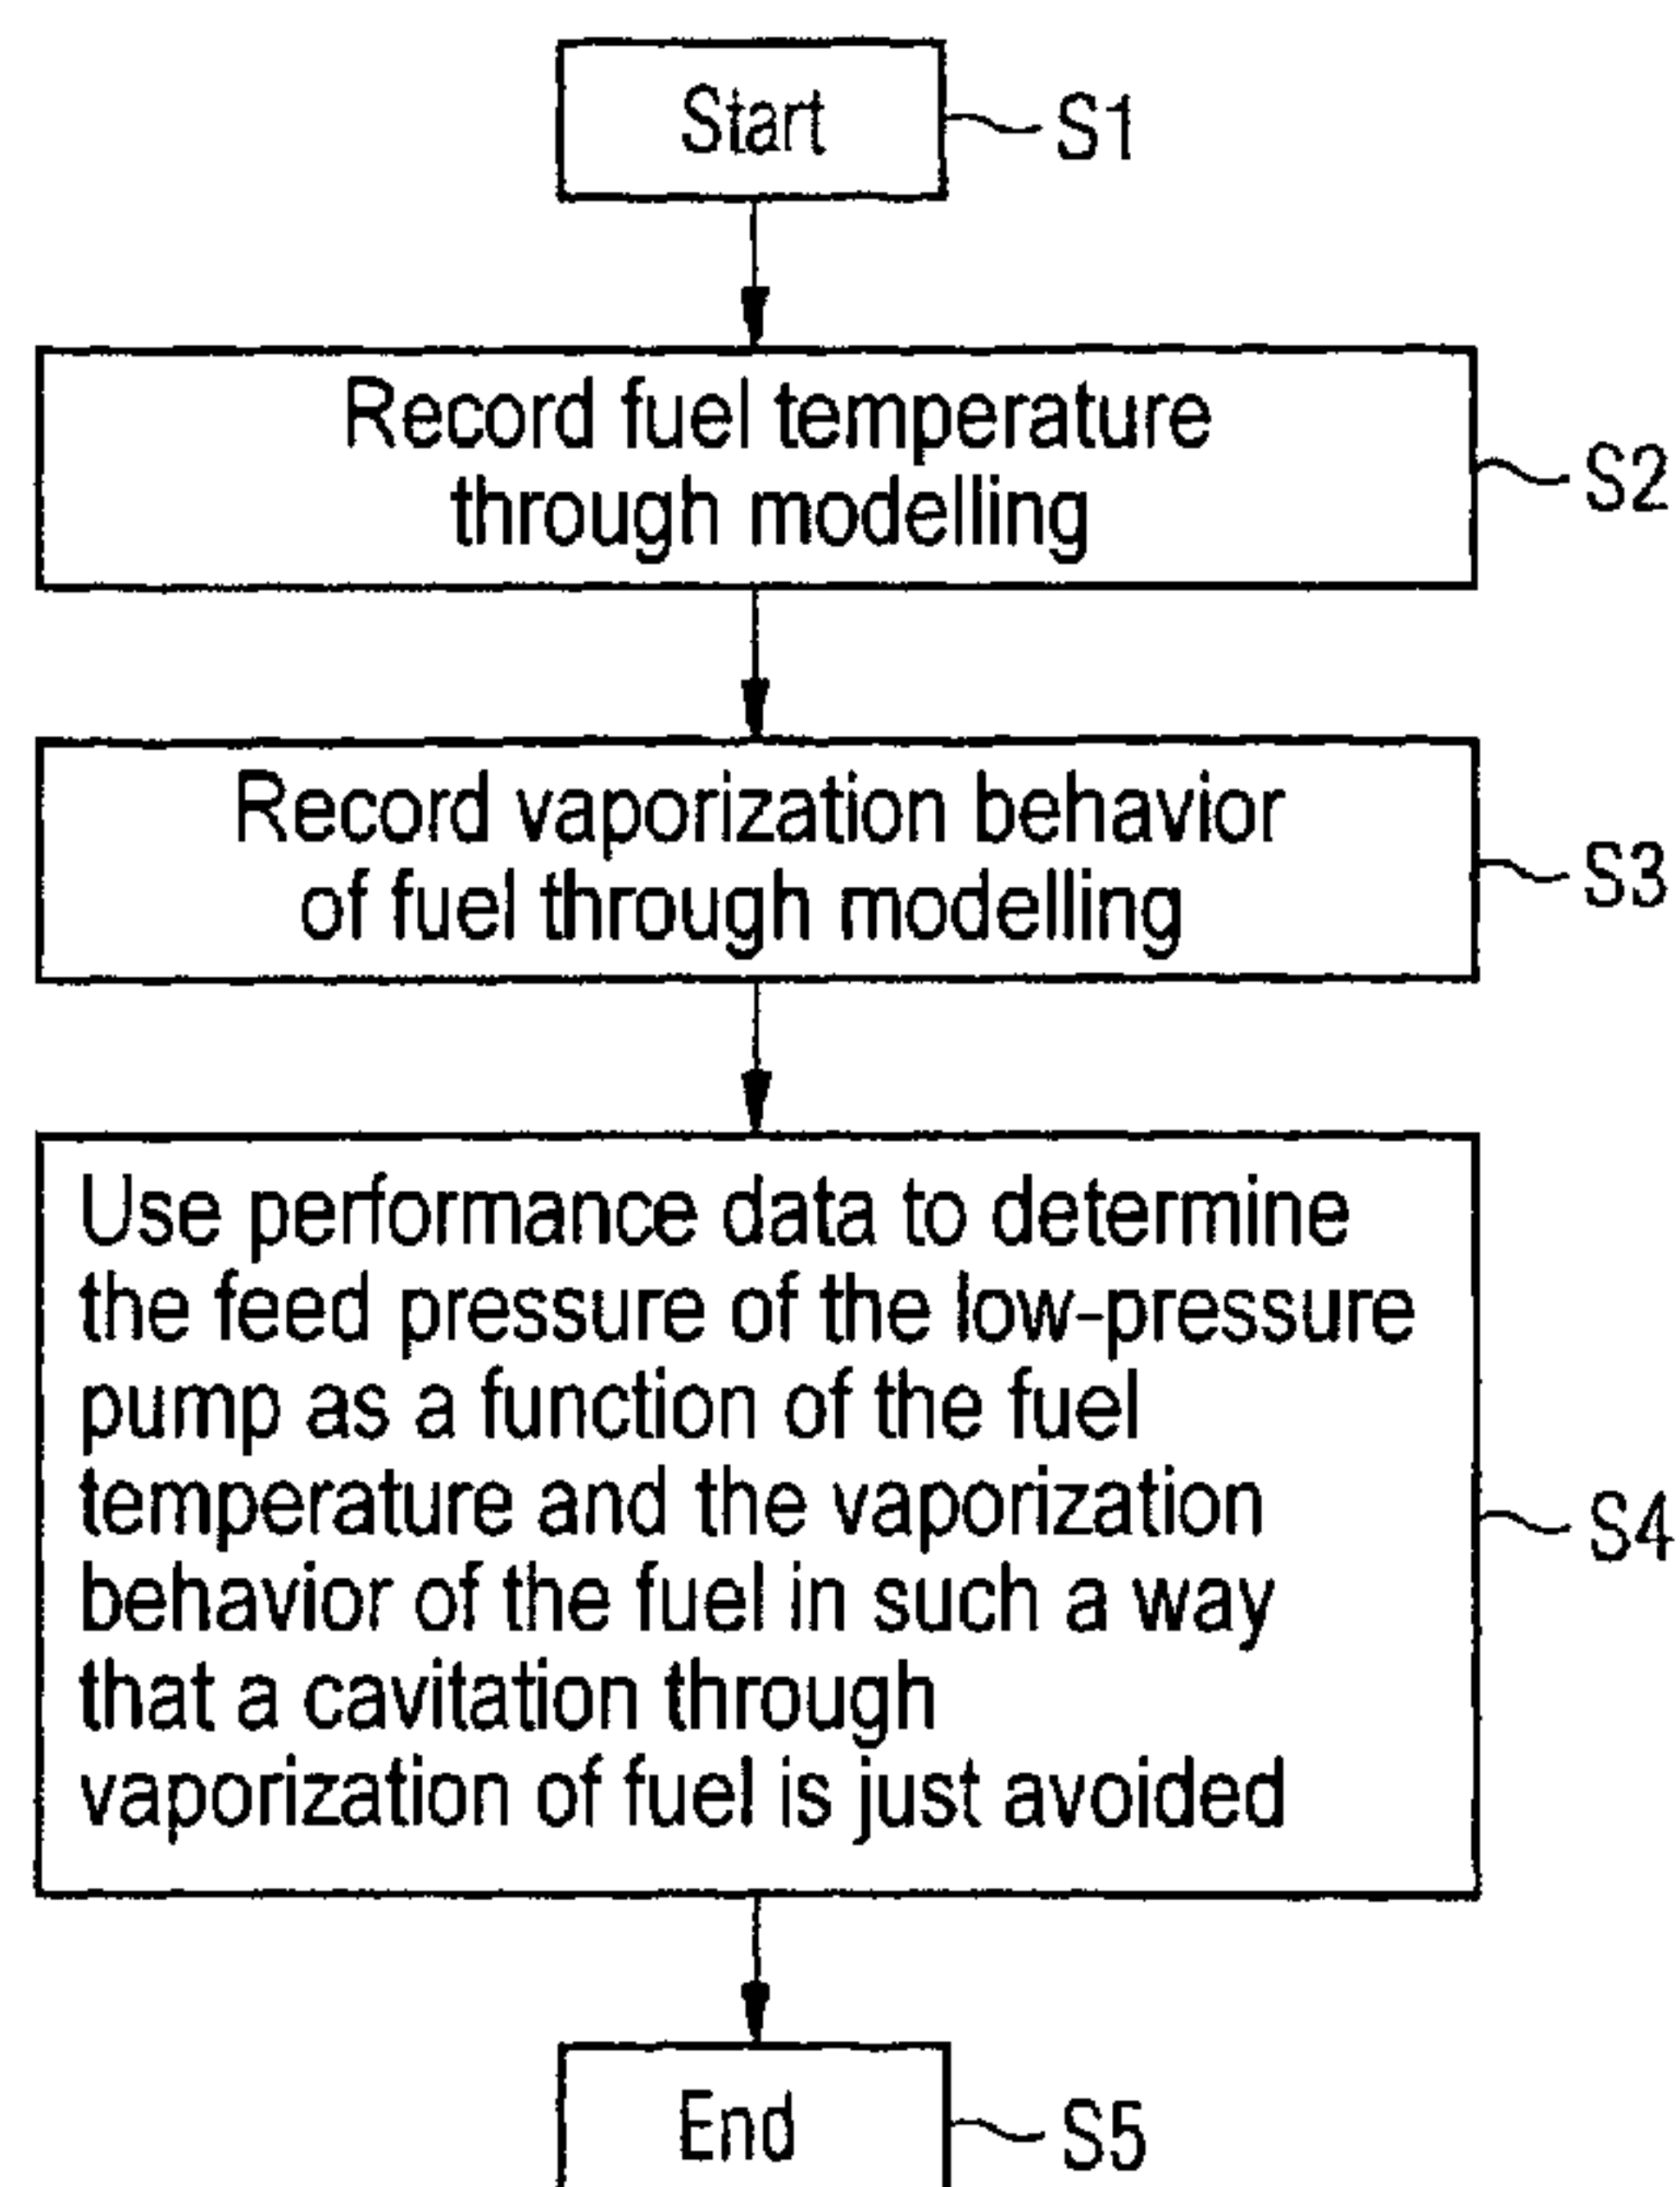 Start
S1
Record fuel temperature
through modelling
S2
Record vaporization behavior
of fuel through modelling
S3
Use performance data to determine
the feed pressure of the low-pressure
pump as a function of the fuel
temperature and the vaporization
behavior of the fuel in such a way
that a cavitation through
vaporization of fuel is just avoided
S4
End
S5